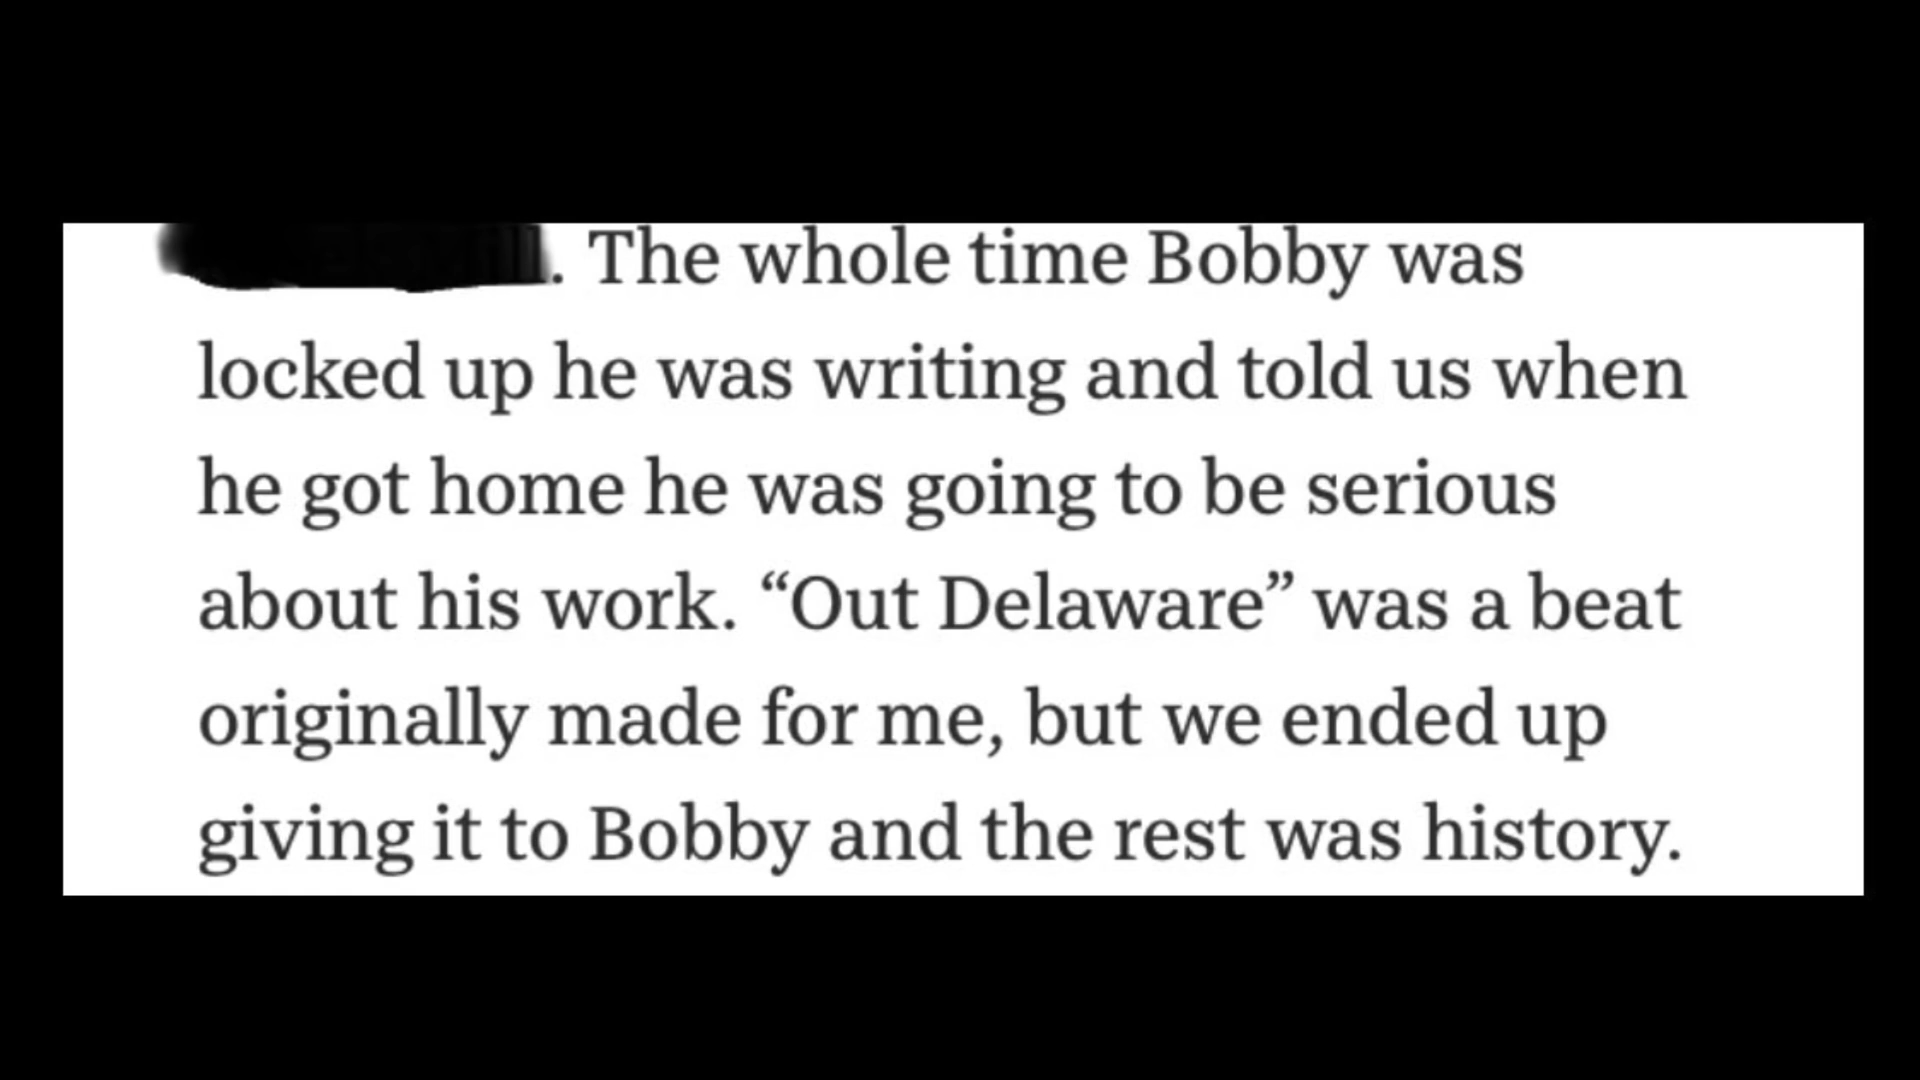 . The whole time Bobby was
locked up he was writing and told us when
he got home he was going to be serious
about his work. “Out Delaware” was a beat
originally made for me, but we ended up
giving it to Bobby and the rest was history.